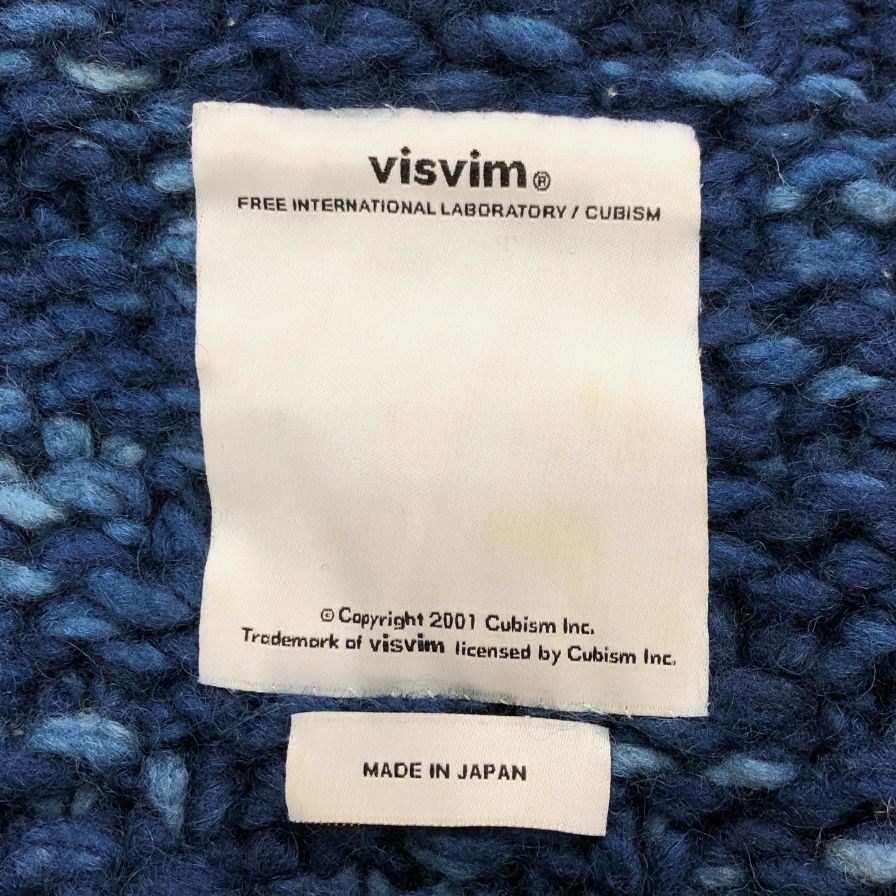 visvim®
FREE INTERNATIONAL LABORATORY / CUBISM
© Copyright 2001 Cubism Inc.
Trademark of visvim licensed by Cubism Inc.
MADE IN JAPAN